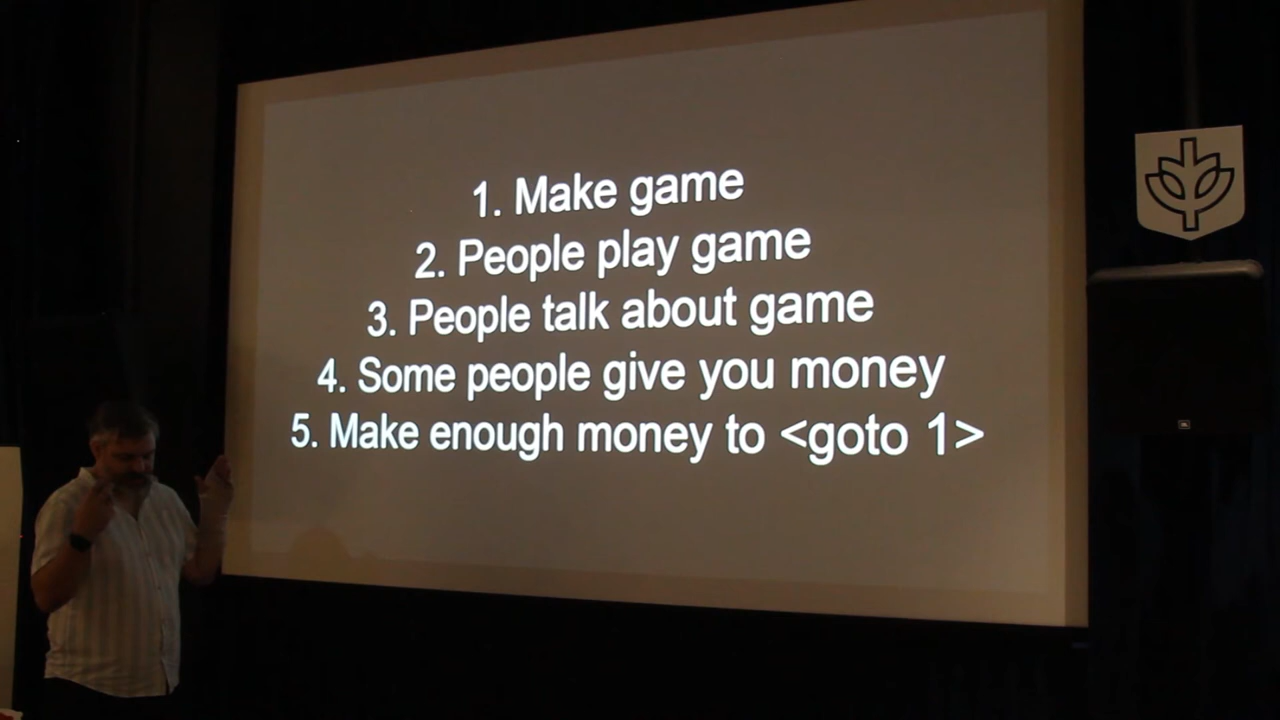 1. Make game
2. People play game
3. People talk about game
4. Some people give you money
5. Make enough money to <goto 1>